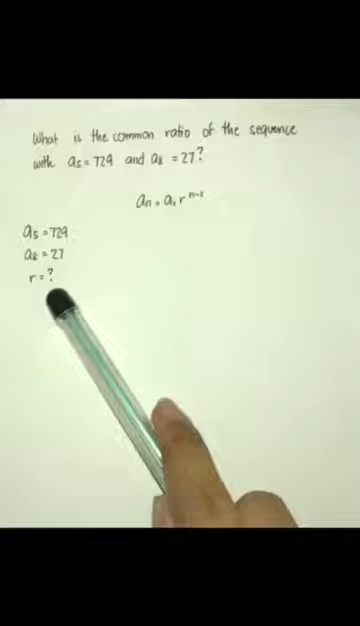 What is the common ratio of the sequence
with a₅ = 729 and a₈ = 27?
aₙ = a₁ rⁿ⁻¹
a₅ = 729
a₈ = 27
r = ?